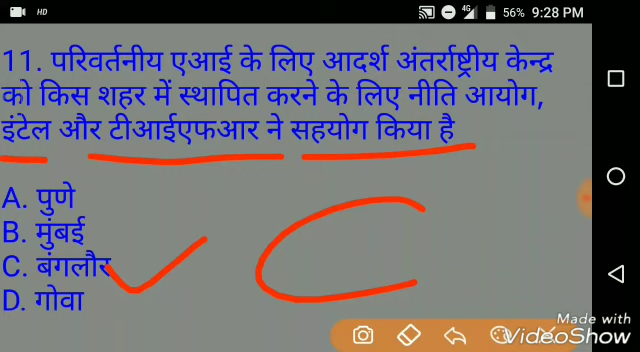 HD
4G 56% 9:28 PM
11. परिवर्तनीय एआई के लिए आदर्श अंतर्राष्ट्रीय केन्द्र
को किस शहर में स्थापित करने के लिए नीति आयोग,
इंटेल और टीआईएफआर ने सहयोग किया है
A. पुणे
B. मुंबई
C. बंगलौर
D. गोवा
Made with
VideoShow